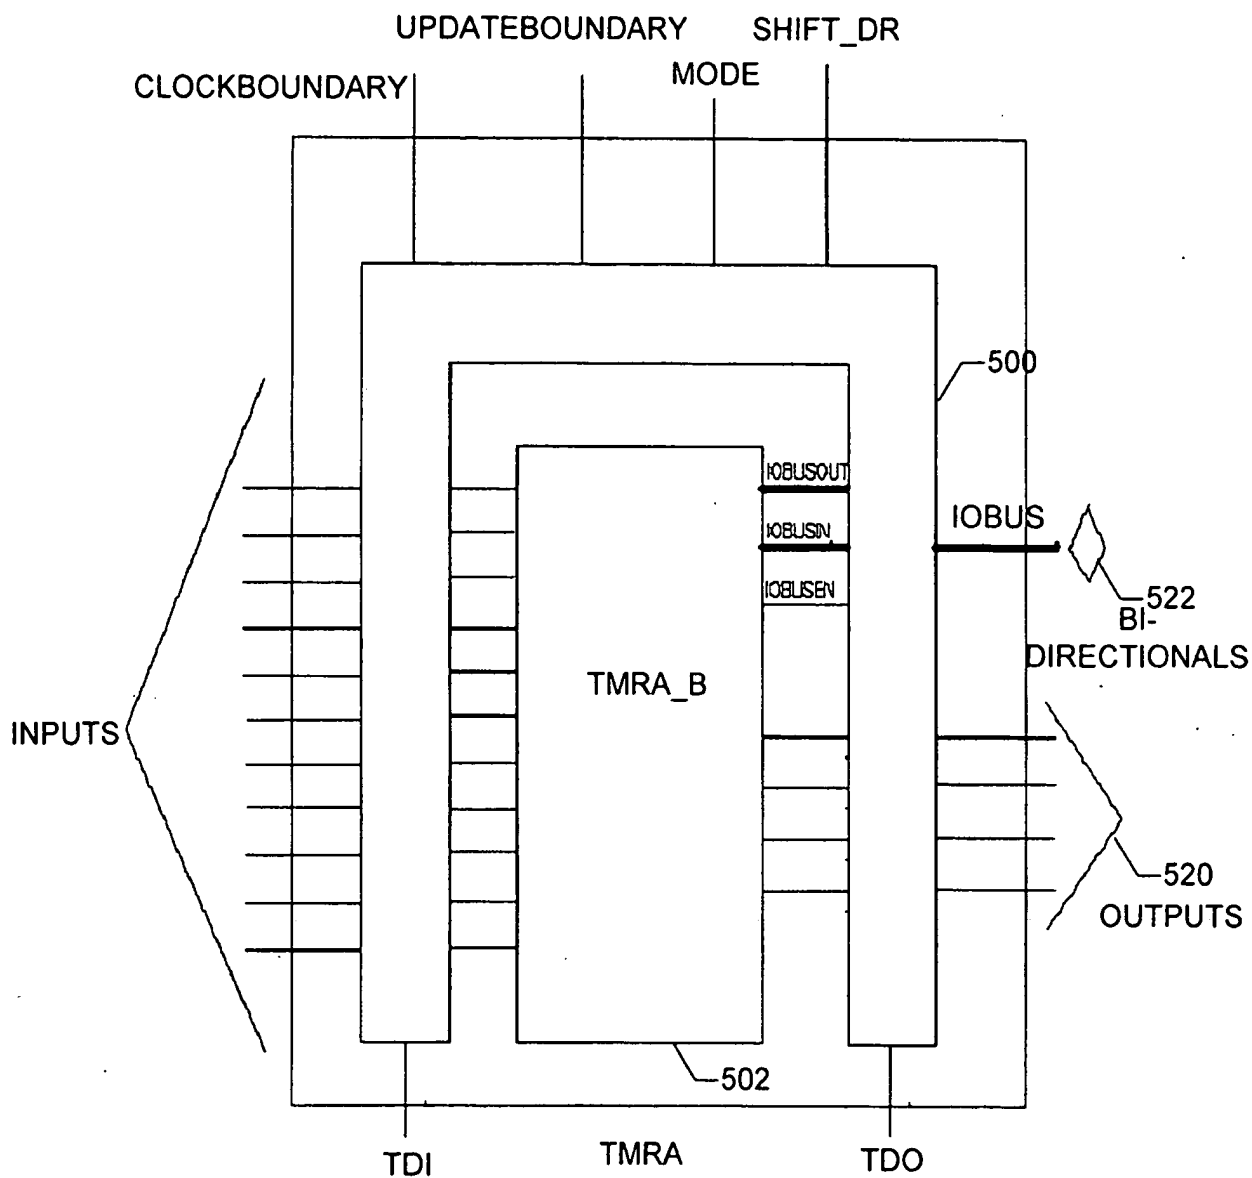 UPDATEBOUNDARY
SHIFT_DR
CLOCKBOUNDARY
MODE
500
IOBUSOUT
IOBUSIN
IOBUS
IOBUSEN
522
BI-
DIRECTIONALS
TMRA_B
INPUTS
520
OUTPUTS
502
TDI
TMRA
TDO